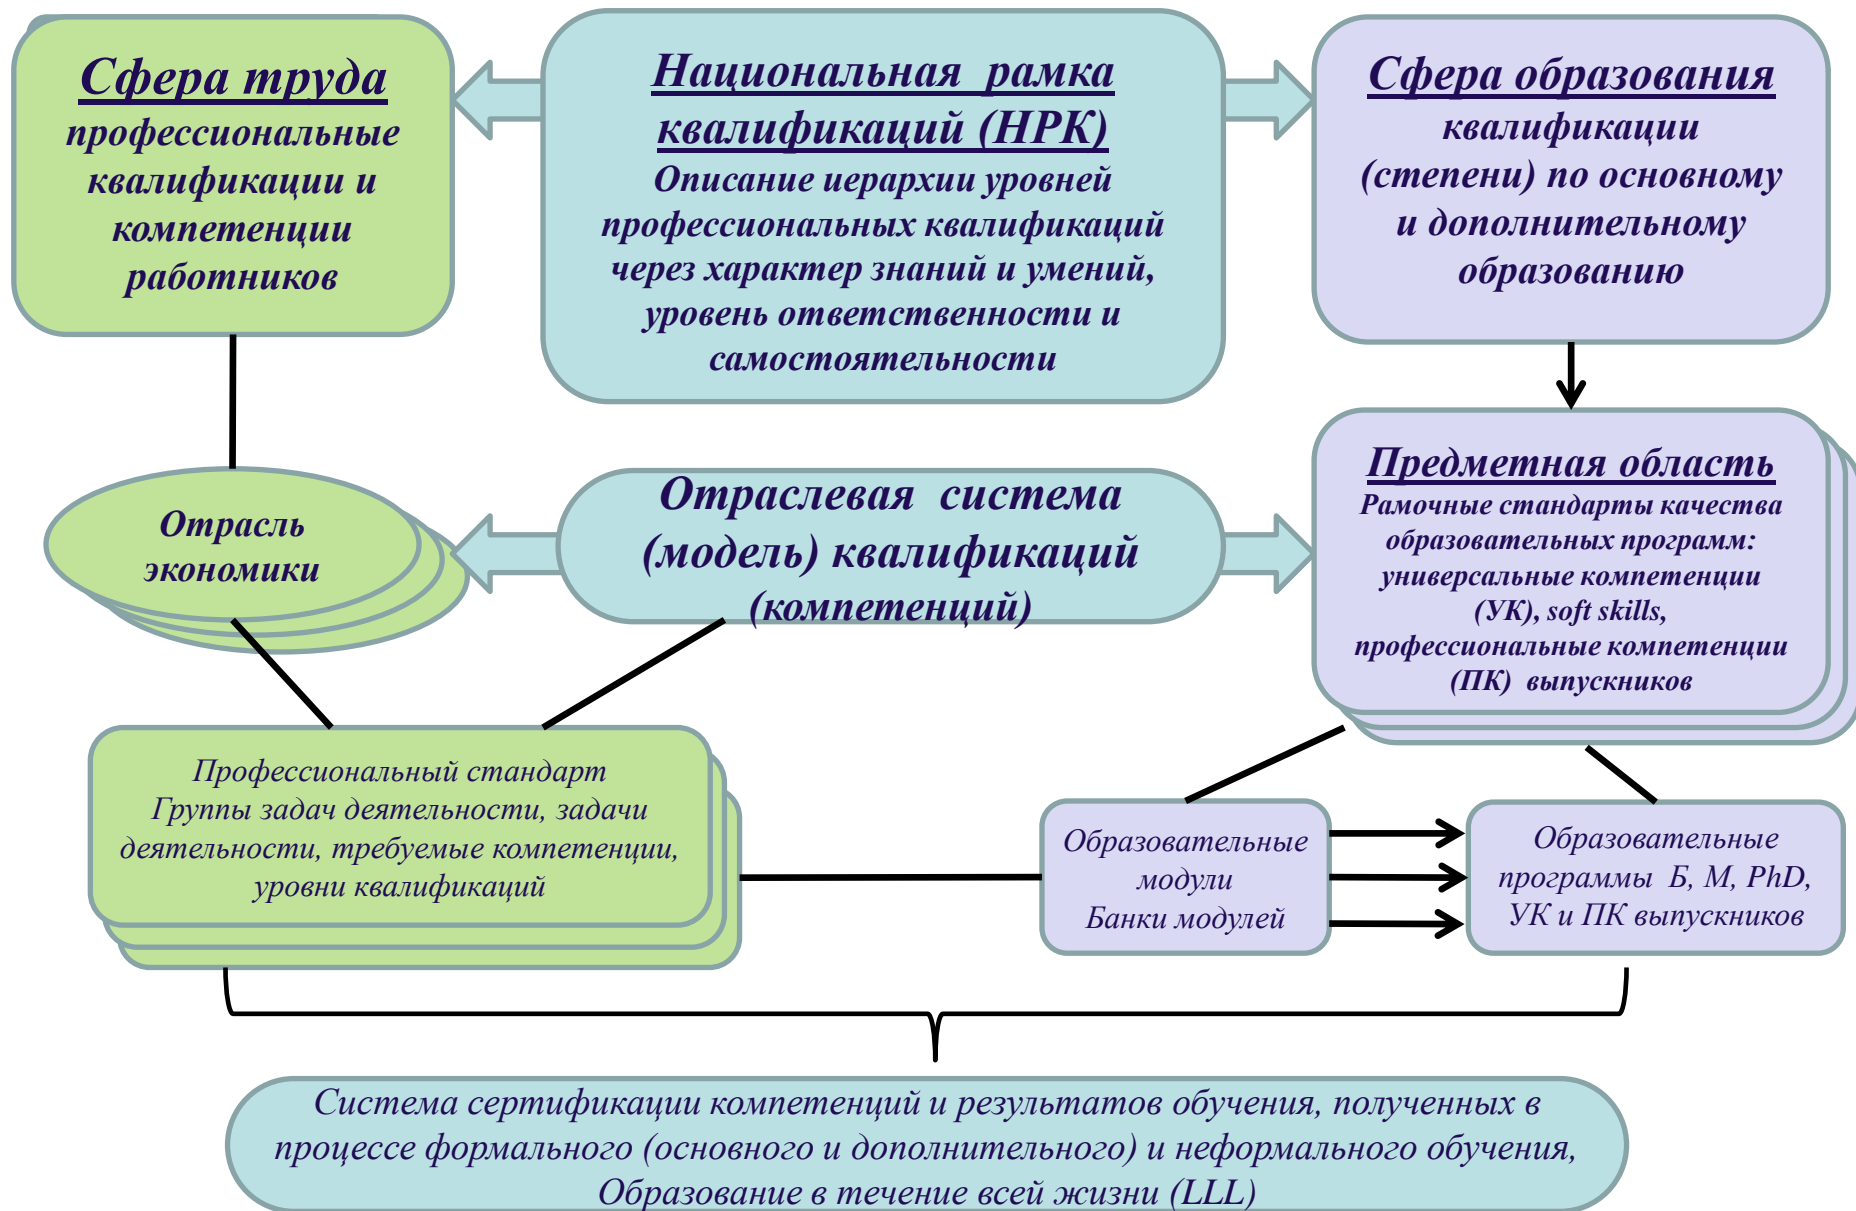 Сфера труда
профессиональные
квалификации и
компетенции
работников
Национальная рамка
квалификаций (НРК)
Описание иерархии уровней
профессиональных квалификаций
через характер знаний и умений,
уровень ответственности и
самостоятельности
Сфера образования
квалификации
(степени) по основному
и дополнительному
образованию
Отрасль
экономики
Отраслевая система
(модель) квалификаций
(компетенций)
Предметная область
Рамочные стандарты качества
образовательных программ:
универсальные компетенции
(УК), soft skills,
профессиональные компетенции
(ПК) выпускников
Профессиональный стандарт
Группы задач деятельности, задачи
деятельности, требуемые компетенции,
уровни квалификаций
Образовательные
модули
Банки модулей
Образовательные
программы Б, М, PhD,
УК и ПК выпускников
Система сертификации компетенций и результатов обучения, полученных в
процессе формального (основного и дополнительного) и неформального обучения,
Образование в течение всей жизни (LLL)